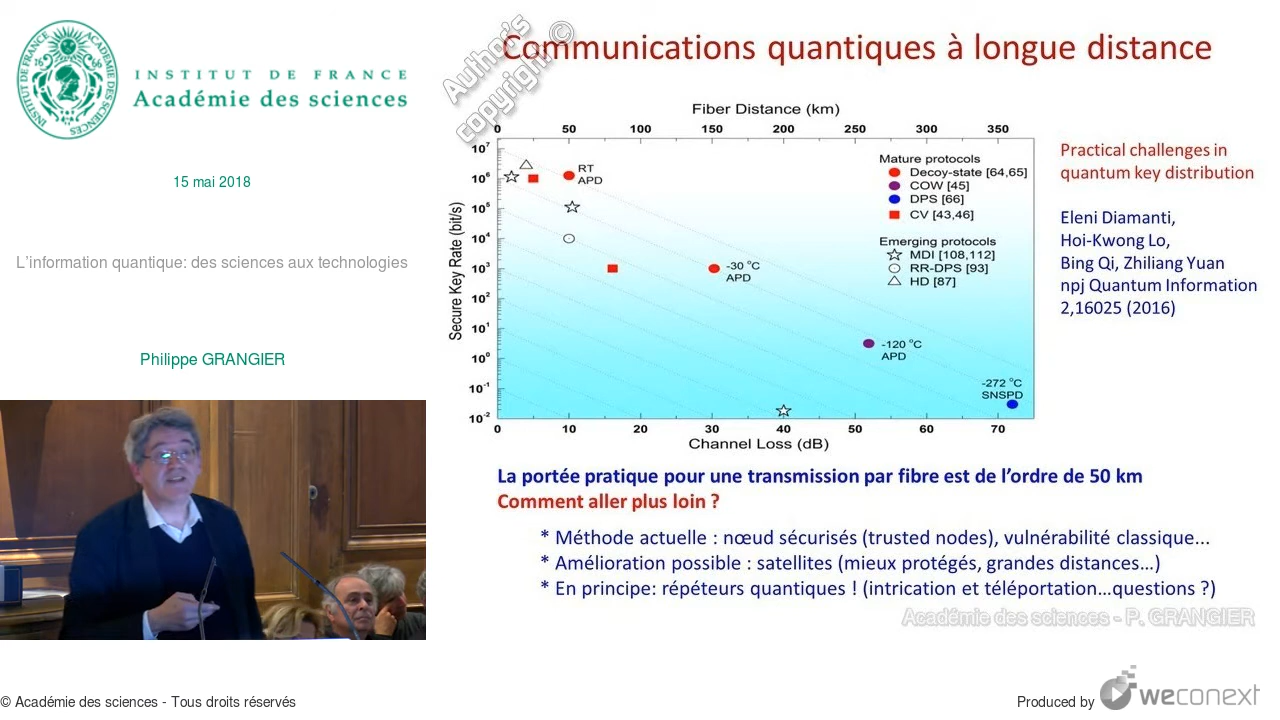 INSTITUT DE FRANCE
Académie des sciences
15 mai 2018
L'information quantique: des sciences aux technologies
Philippe GRANGIER
Author's
copyright ©
Communications quantiques à longue distance
Fiber Distance (km)
0 50 100 150 200 250 300 350
Secure Key Rate (bit/s)
10⁷
10⁶
10⁵
10⁴
10³
10²
10¹
10⁰
10⁻¹
10⁻²
RT
APD
-30 °C
APD
-120 °C
APD
-272 °C
SNSPD
Mature protocols
Decoy-state [64,65]
COW [45]
DPS [66]
CV [43,46]
Emerging protocols
MDI [108,112]
RR-DPS [93]
HD [87]
0 10 20 30 40 50 60 70
Channel Loss (dB)
Practical challenges in
quantum key distribution
Eleni Diamanti,
Hoi-Kwong Lo,
Bing Qi, Zhiliang Yuan
npj Quantum Information
2,16025 (2016)
La portée pratique pour une transmission par fibre est de l'ordre de 50 km
Comment aller plus loin ?
* Méthode actuelle : nœud sécurisés (trusted nodes), vulnérabilité classique...
* Amélioration possible : satellites (mieux protégés, grandes distances…)
* En principe: répéteurs quantiques ! (intrication et téléportation…questions ?)
Académie des sciences - P. GRANGIER
© Académie des sciences - Tous droits réservés
Produced by weconext